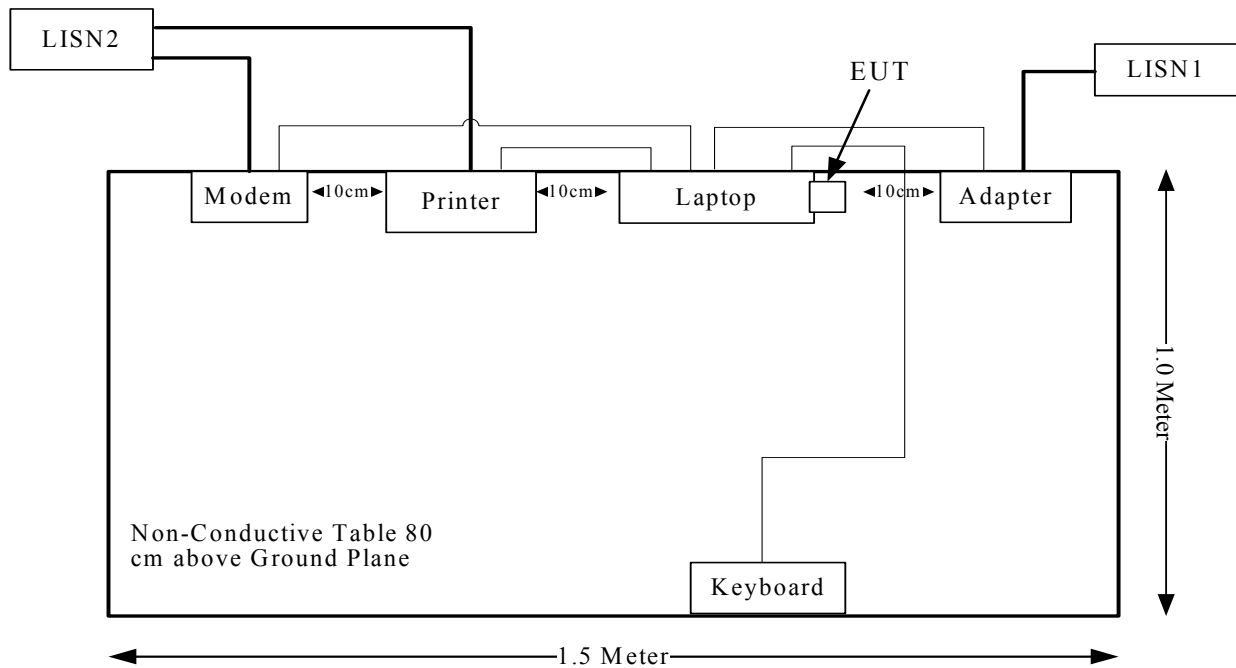 LISN2
LISN1
EUT
Modem
10cm
Printer
10cm
Laptop
10cm
Adapter
1.0 Meter
Non-Conductive Table 80
cm above Ground Plane
Keyboard
1.5 Meter